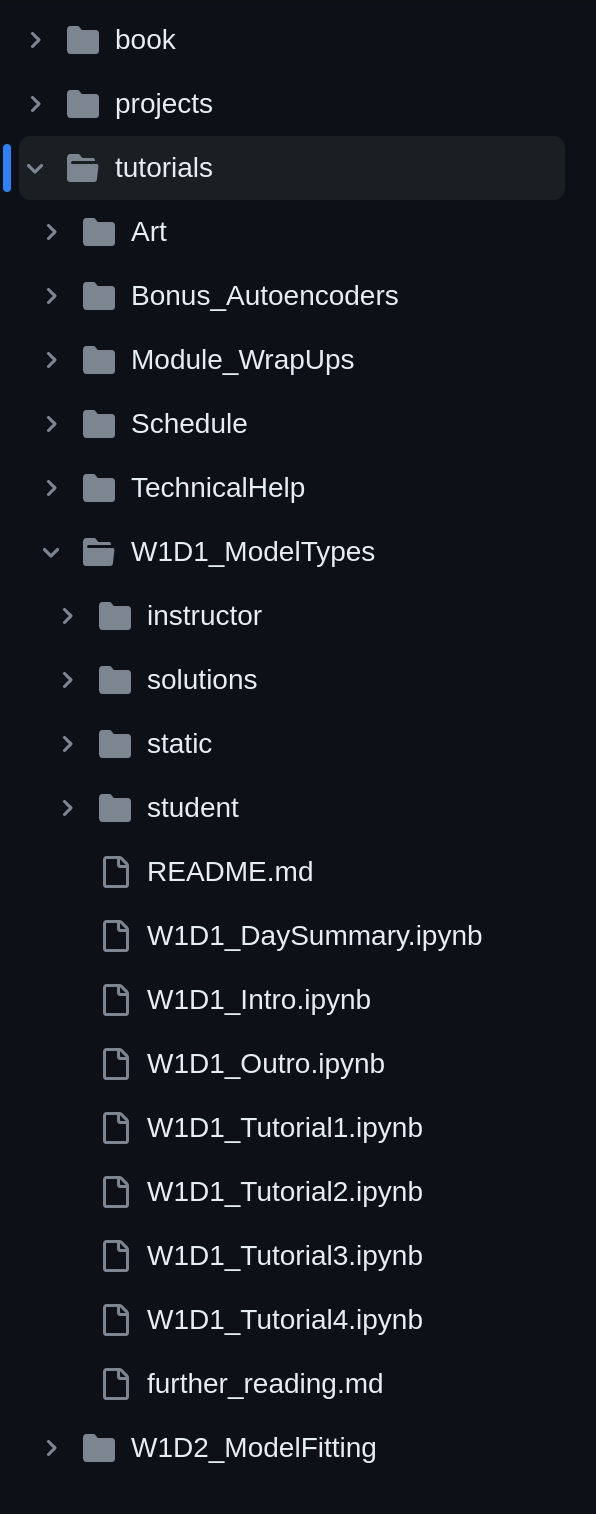 book
projects
tutorials
Art
Bonus_Autoencoders
Module_WrapUps
Schedule
TechnicalHelp
W1D1_ModelTypes
instructor
solutions
static
student
README.md
W1D1_DaySummary.ipynb
W1D1_Intro.ipynb
W1D1_Outro.ipynb
W1D1_Tutorial1.ipynb
W1D1_Tutorial2.ipynb
W1D1_Tutorial3.ipynb
W1D1_Tutorial4.ipynb
further_reading.md
W1D2_ModelFitting